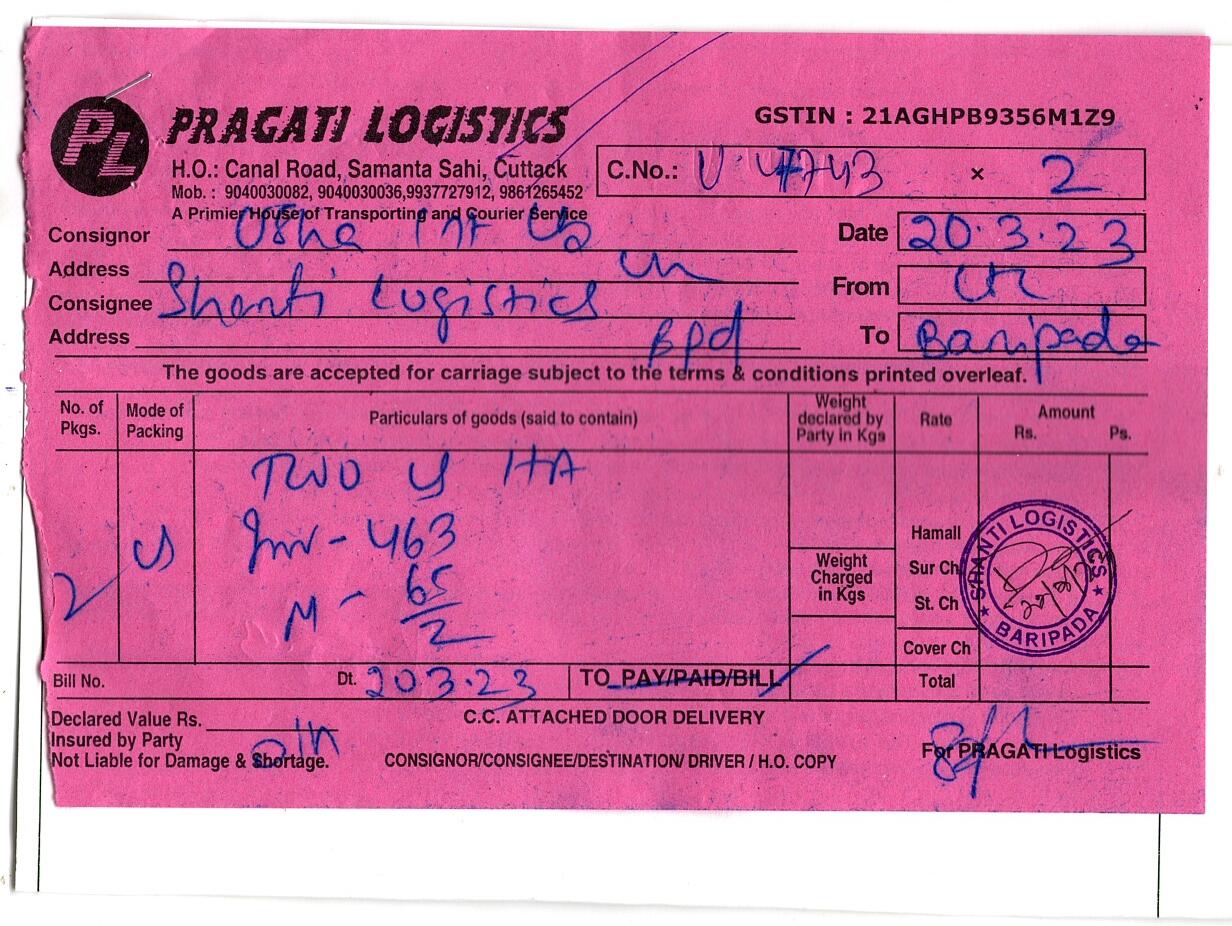 PL PRAGATI LOGISTICS
GSTIN : 21AGHPB9356M1Z9
H.O.: Canal Road, Samanta Sahi, Cuttack
Mob. : 9040030082, 9040030036,9937727912, 9861265452
A Primier House of Transporting and Courier Service
C.No.: U 4743 x 2
Consignor Usha Int
Date 20.3.23
Address
From
Consignee Shanti Logistics
Address Bpd
To Baripada
The goods are accepted for carriage subject to the terms & conditions printed overleaf.
No. of Pkgs.
Mode of Packing
Particulars of goods (said to contain)
Weight declared by Party in Kgs
Rate
Amount
Rs. Ps.
TWO HA
Inv - 463
M - 65/2
2
Weight Charged in Kgs
Hamall
Sur Ch
St. Ch
Cover Ch
SHANTI LOGISTICS
BARIPADA
Bill No. Dt. 203.23 TO PAY/PAID/BILL Total
Declared Value Rs.
C.C. ATTACHED DOOR DELIVERY
Insured by Party
Not Liable for Damage & Shortage.
CONSIGNOR/CONSIGNEE/DESTINATION/ DRIVER / H.O. COPY
For PRAGATI Logistics